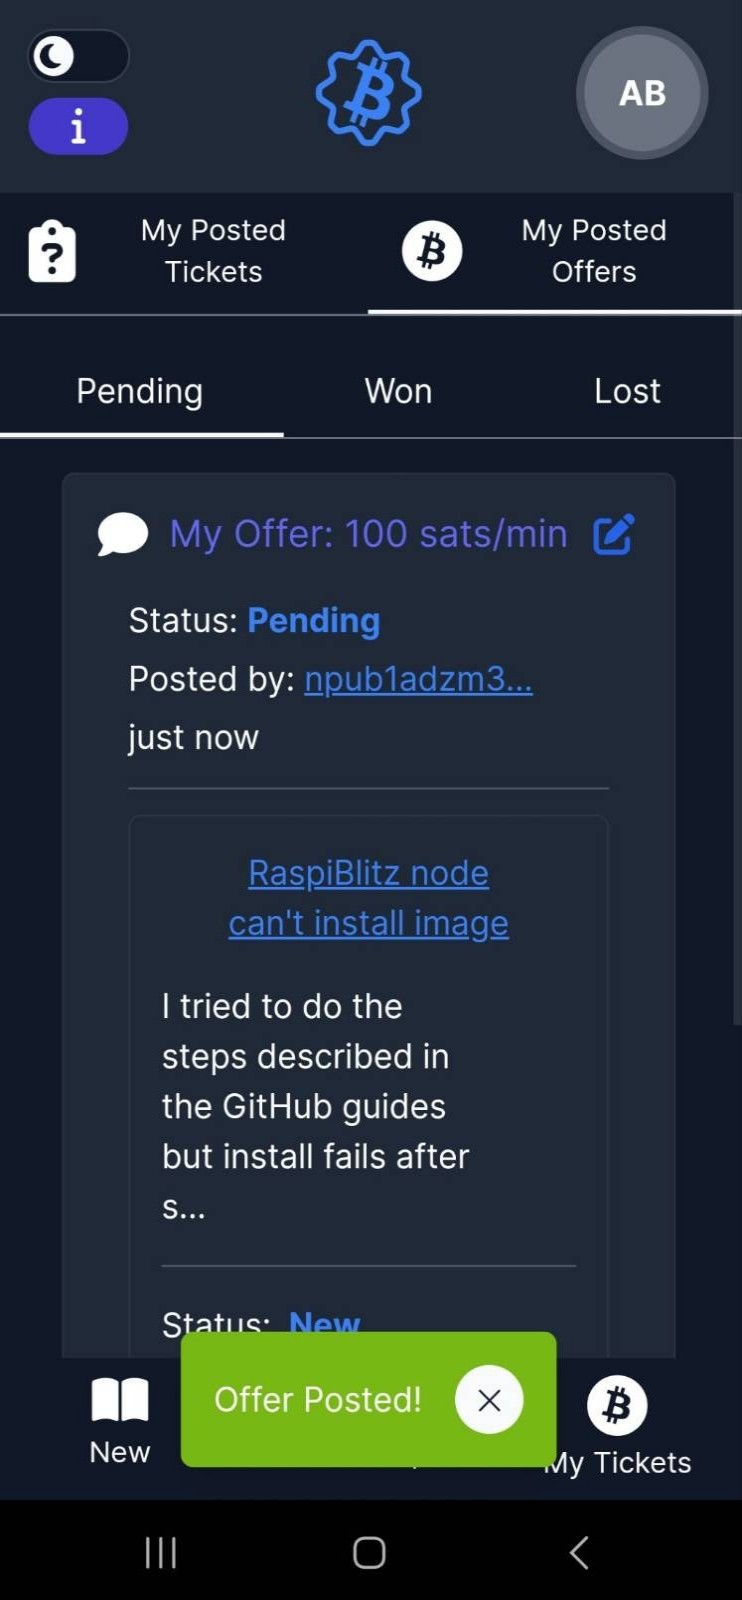 i
AB
My Posted
Tickets
My Posted
Offers
Pending
Won
Lost
My Offer: 100 sats/min
Status: Pending
Posted by: npub1adzm3...
just now
RaspiBlitz node
can't install image
I tried to do the
steps described in
the GitHub guides
but install fails after
s...
Status: New
Offer Posted!
New
My Tickets